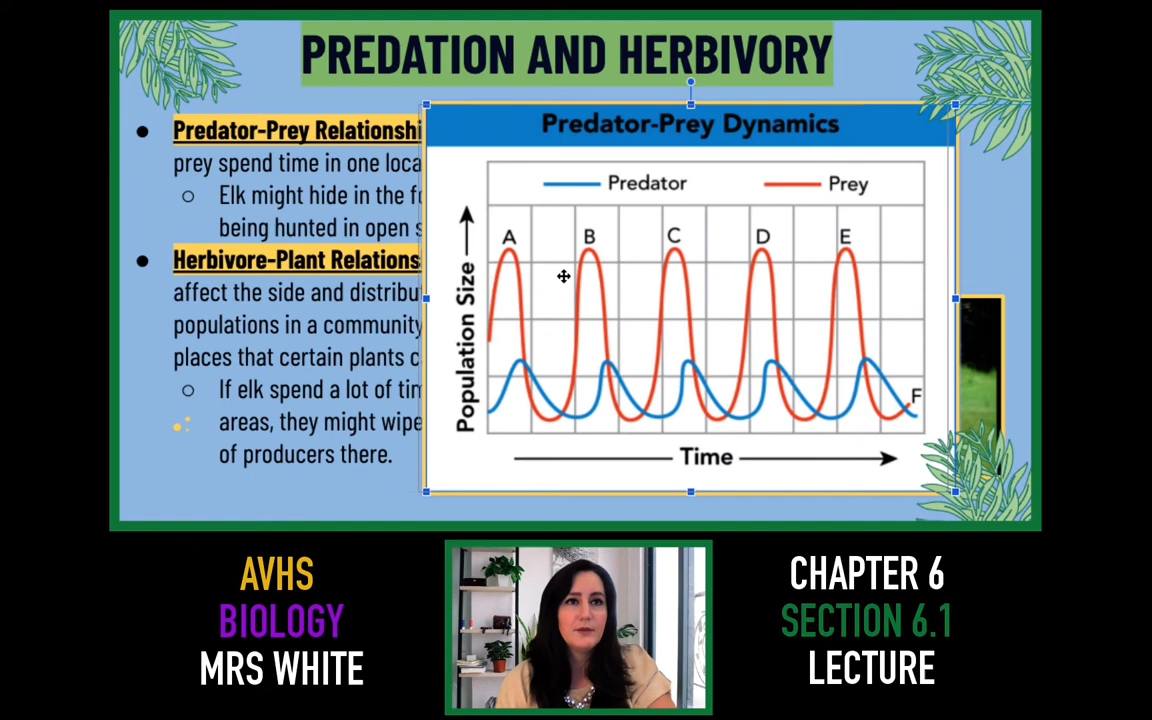 PREDATION AND HERBIVORY
Predator-Prey Relationshi
prey spend time in one loca
Elk might hide in the f
being hunted in open s
Herbivore-Plant Relations
affect the side and distribu
populations in a community
places that certain plants c
If elk spend a lot of tim
areas, they might wipe
of producers there.
Predator-Prey Dynamics
Predator
Prey
A
B
C
D
E
F
Population Size
Time
AVHS
BIOLOGY
MRS WHITE
CHAPTER 6
SECTION 6.1
LECTURE